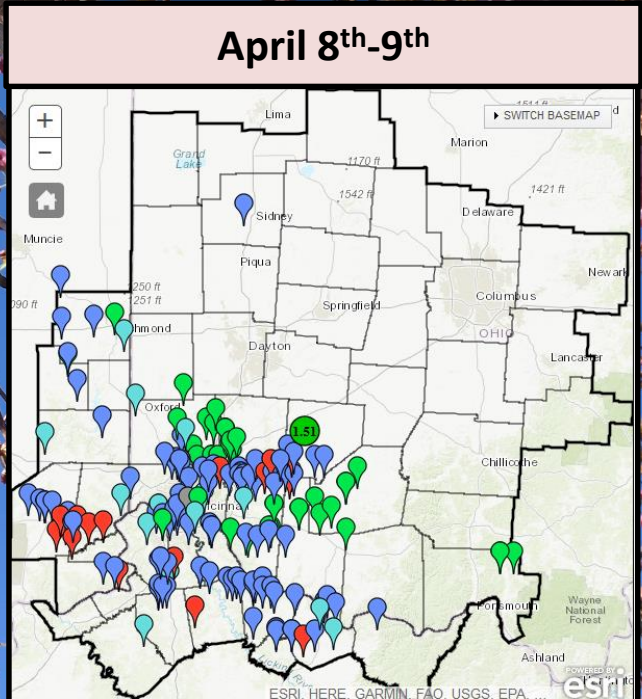 April 8th-9th
+
−
▸ SWITCH BASEMAP
Lima
Marion
Grand
Lake
1170 ft
1542 ft
1421 ft
Sidney
Delaware
Muncie
Piqua
Newark
250 ft
1251 ft
090 ft
Columbus
Springfield
hmond
OHIO
Dayton
Lancaster
Oxford
1.51
Chillicothe
Portsmouth
Wayne
National
Forest
Ashland
POWERED BY
esri
ESRI, HERE, GARMIN, FAO, USGS, EPA, ...